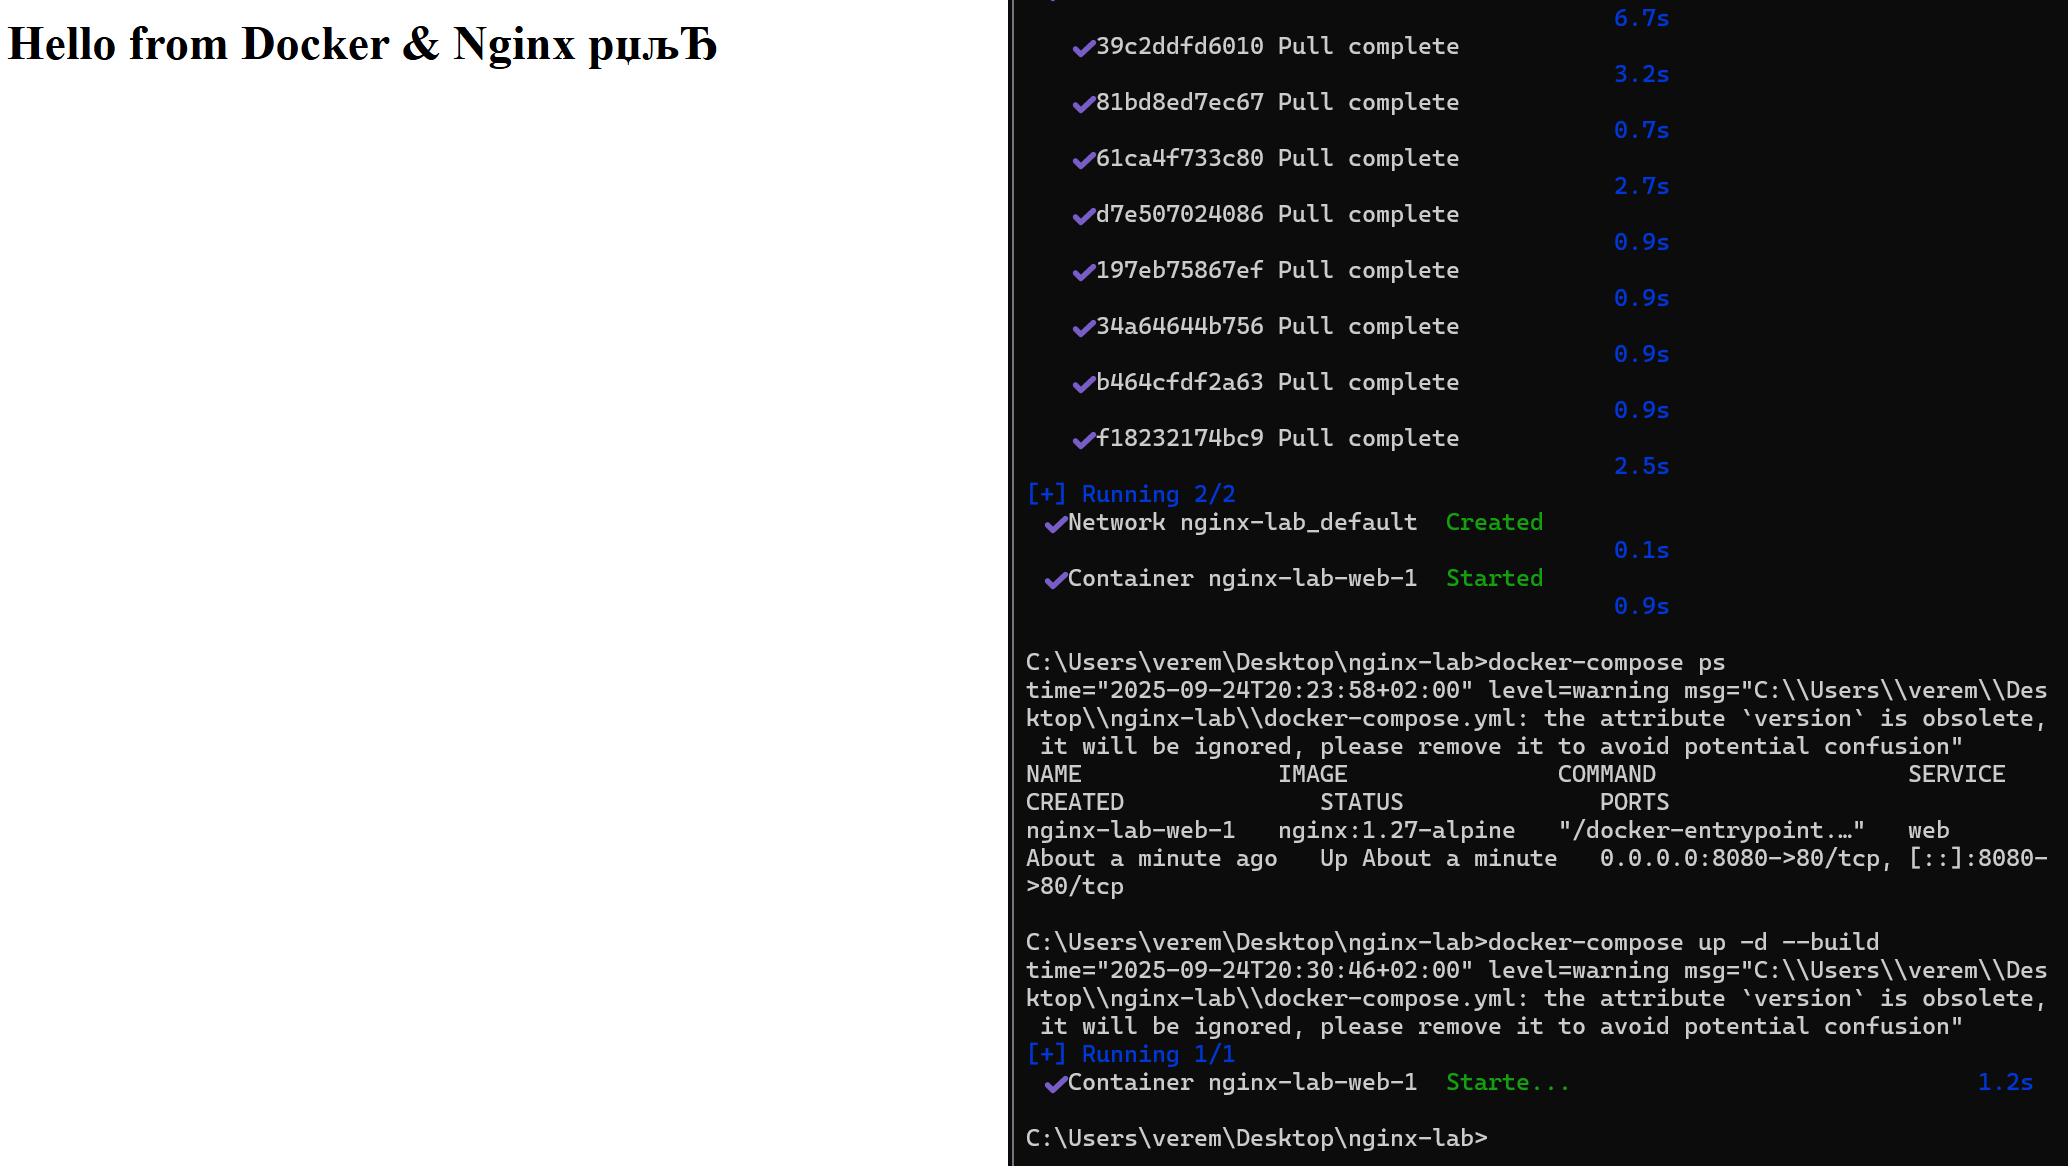 Hello from Docker & Nginx рџљЂ
6.7s
39c2ddfd6010 Pull complete
3.2s
81bd8ed7ec67 Pull complete
0.7s
61ca4f733c80 Pull complete
2.7s
d7e507024086 Pull complete
0.9s
197eb75867ef Pull complete
0.9s
34a64644b756 Pull complete
0.9s
b464cfdf2a63 Pull complete
0.9s
f18232174bc9 Pull complete
2.5s
[+] Running 2/2
Network nginx-lab_default  Created
0.1s
Container nginx-lab-web-1  Started
0.9s
C:\Users\verem\Desktop\nginx-lab>docker-compose ps
time="2025-09-24T20:23:58+02:00" level=warning msg="C:\\Users\\verem\\Des
ktop\\nginx-lab\\docker-compose.yml: the attribute `version` is obsolete,
it will be ignored, please remove it to avoid potential confusion"
NAME              IMAGE               COMMAND                  SERVICE
CREATED              STATUS              PORTS
nginx-lab-web-1   nginx:1.27-alpine   "/docker-entrypoint.…"   web
About a minute ago   Up About a minute   0.0.0.0:8080->80/tcp, [::]:8080-
>80/tcp
C:\Users\verem\Desktop\nginx-lab>docker-compose up -d --build
time="2025-09-24T20:30:46+02:00" level=warning msg="C:\\Users\\verem\\Des
ktop\\nginx-lab\\docker-compose.yml: the attribute `version` is obsolete,
it will be ignored, please remove it to avoid potential confusion"
[+] Running 1/1
Container nginx-lab-web-1  Starte...  1.2s
C:\Users\verem\Desktop\nginx-lab>